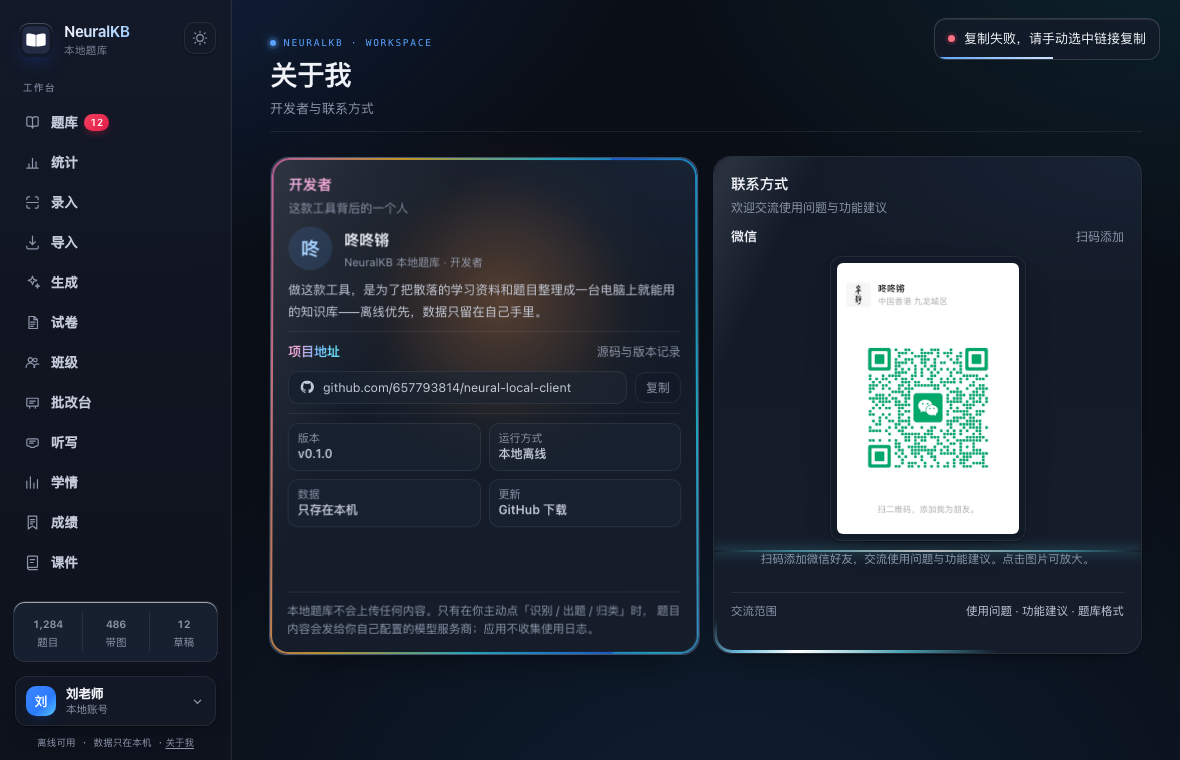 NeuralKB
本地题库
工作台
题库 12
统计
录入
导入
生成
试卷
班级
批改台
听写
学情
成绩
课件
1,284 486 12
题目 带图 草稿
刘 刘老师
本地账号
离线可用 · 数据只在本机 · 关于我
NEURALKB · WORKSPACE
关于我
开发者与联系方式
复制失败，请手动选中链接复制
开发者
这款工具背后的一个人
咚 咚咚锵
NeuralKB 本地题库 · 开发者
做这款工具，是为了把散落的学习资料和题目整理成一台电脑上就能用
的知识库——离线优先，数据只留在自己手里。
项目地址 源码与版本记录
github.com/657793814/neural-local-client 复制
版本
v0.1.0
运行方式
本地离线
数据
只存在本机
更新
GitHub 下载
本地题库不会上传任何内容。只有在你主动点「识别 / 出题 / 归类」时， 题目
内容会发给你自己配置的模型服务商；应用不收集使用日志。
联系方式
欢迎交流使用问题与功能建议
微信 扫码添加
咚咚锵
中国香港 九龙城区
扫二维码，添加我为朋友。
扫码添加微信好友，交流使用问题与功能建议。点击图片可放大。
交流范围 使用问题 · 功能建议 · 题库格式